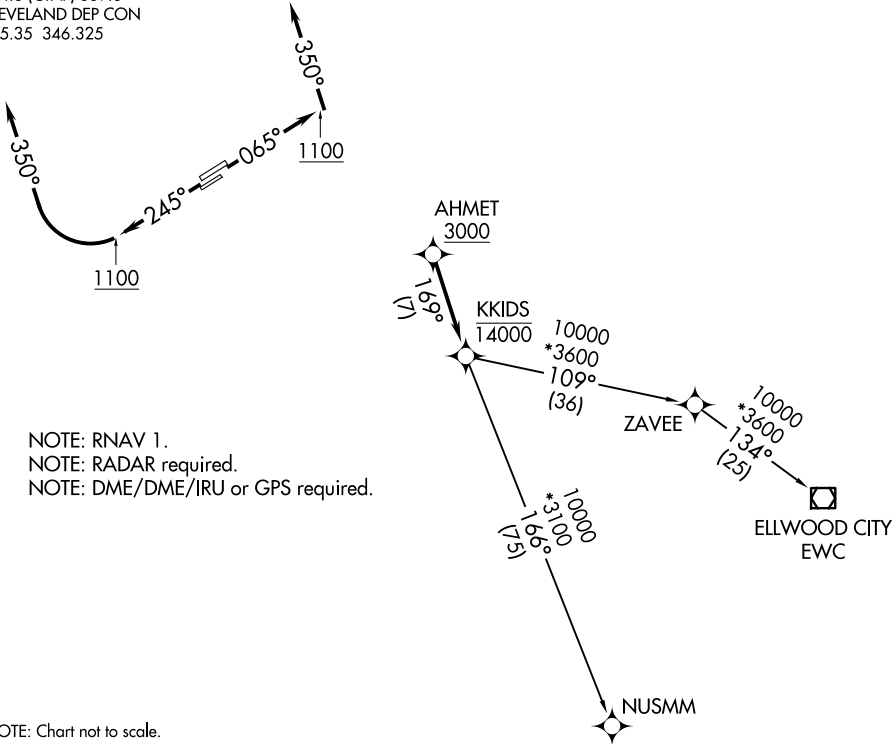 EVELAND DEP CON
5.35 346.325
350°
350°
065°
1100
245°
1100
AHMET
3000
169°
(7)
KKIDS
14000
10000
*3600
109°
(36)
ZAVEE
10000
*3600
134°
(25)
ELLWOOD CITY
EWC
NOTE: RNAV 1.
NOTE: RADAR required.
NOTE: DME/DME/IRU or GPS required.
10000
*3100
166°
(75)
NUSMM
OTE: Chart not to scale.